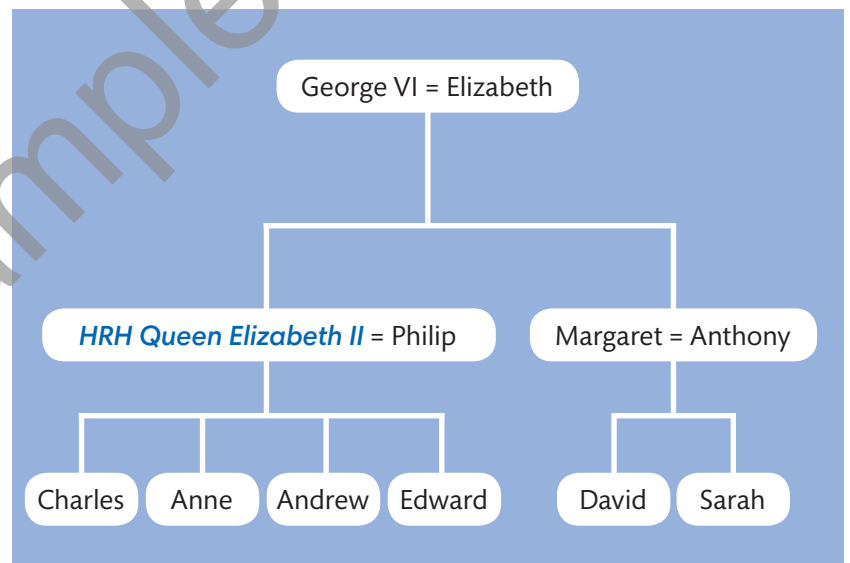 George VI = Elizabeth
HRH Queen Elizabeth II = Philip
Margaret = Anthony
Charles
Anne
Andrew
Edward
David
Sarah